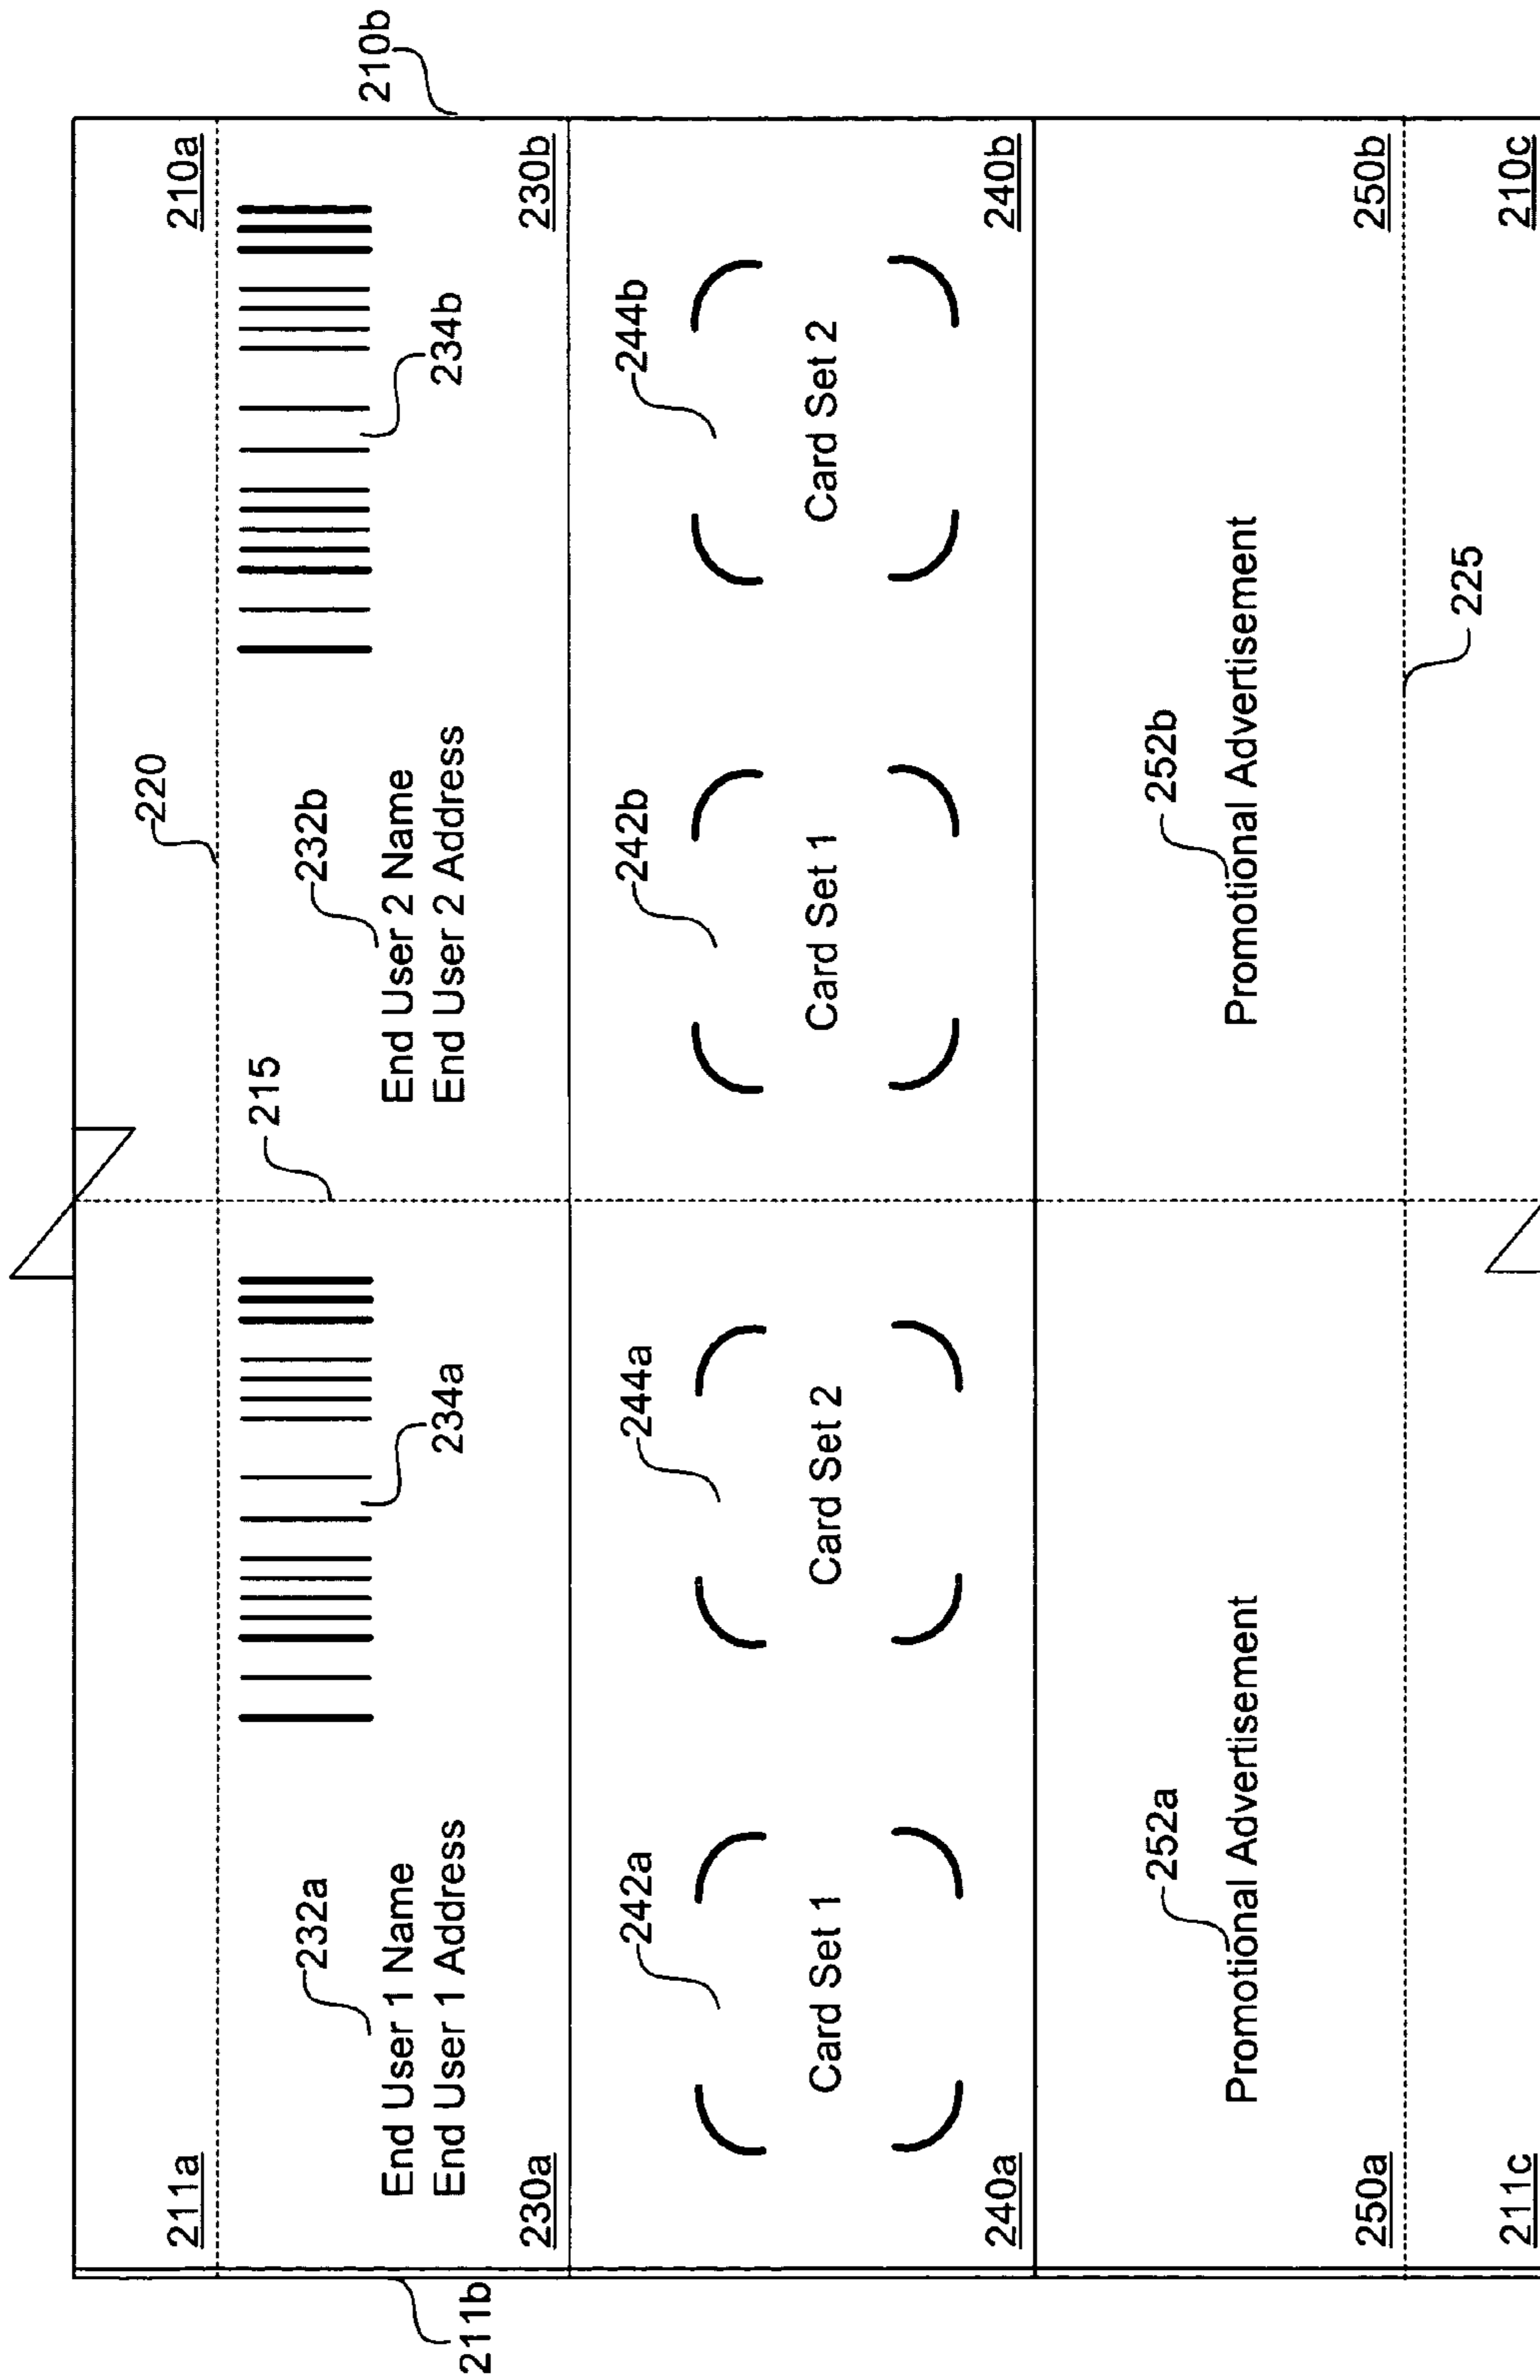 220
211a
210a
215
232a
234a
232b
234b
End User 1 Name
End User 1 Address
End User 2 Name
End User 2 Address
211b
210b
230a
230b
242a
244a
242b
244b
Card Set 1
Card Set 2
Card Set 1
Card Set 2
240a
240b
252a
252b
Promotional Advertisement
Promotional Advertisement
250a
250b
225
211c
210c